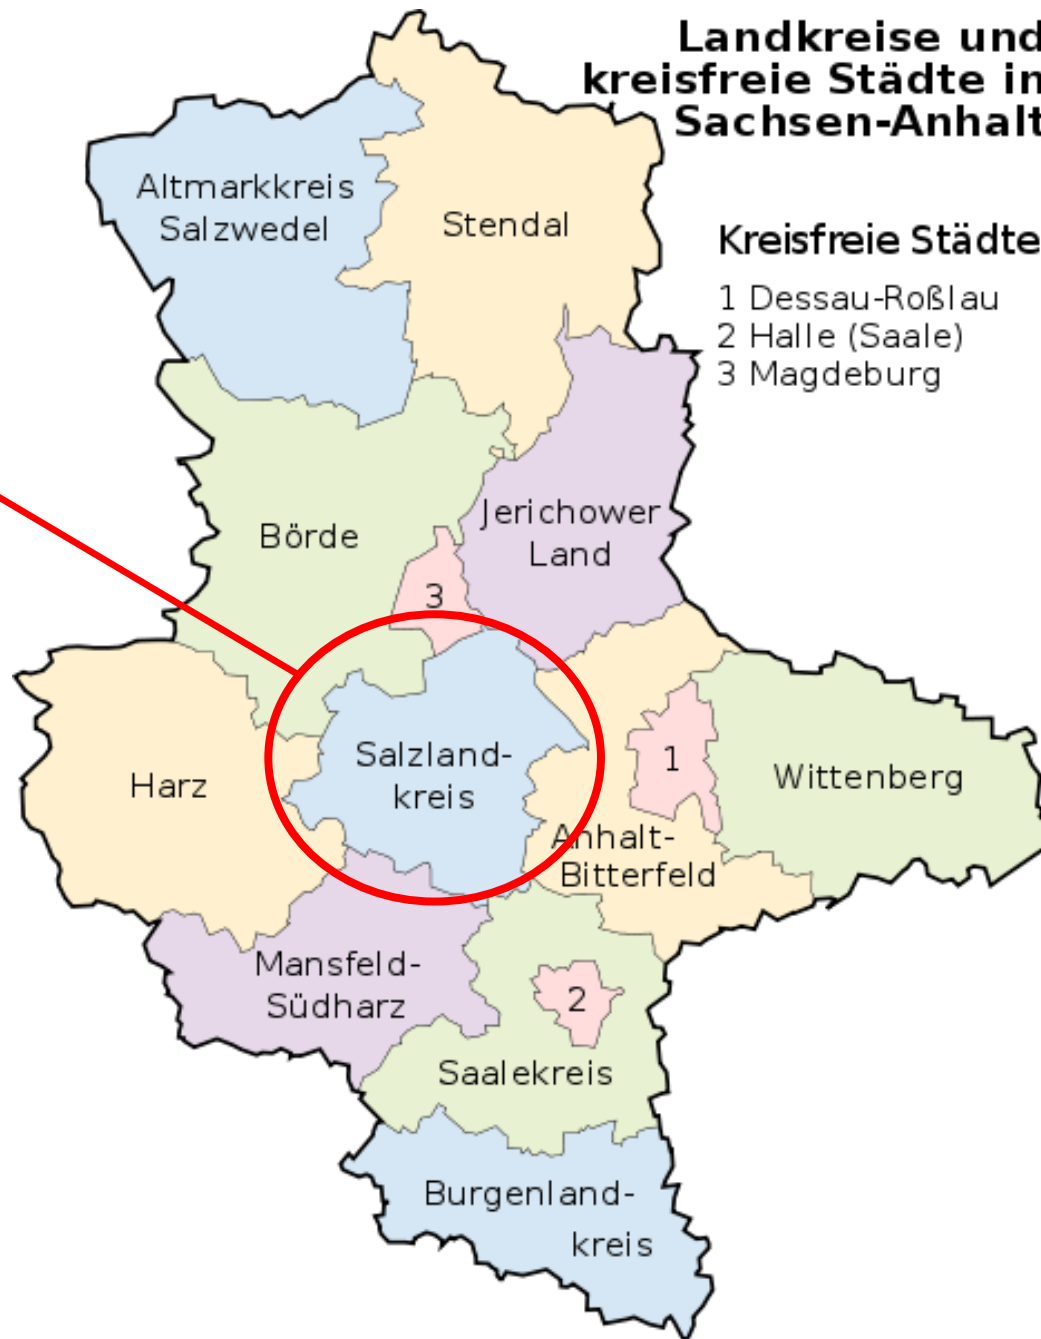 Landkreise und
kreisfreie Städte in
Sachsen-Anhalt
Altmarkkreis
Salzwedel
Stendal
Kreisfreie Städte
1 Dessau-Roßlau
2 Halle (Saale)
3 Magdeburg
Jerichower
Land
Börde
3
Salzland-
kreis
Harz
1
Wittenberg
Anhalt-
Bitterfeld
Mansfeld-
Südharz
2
Saalekreis
Burgenland-
kreis